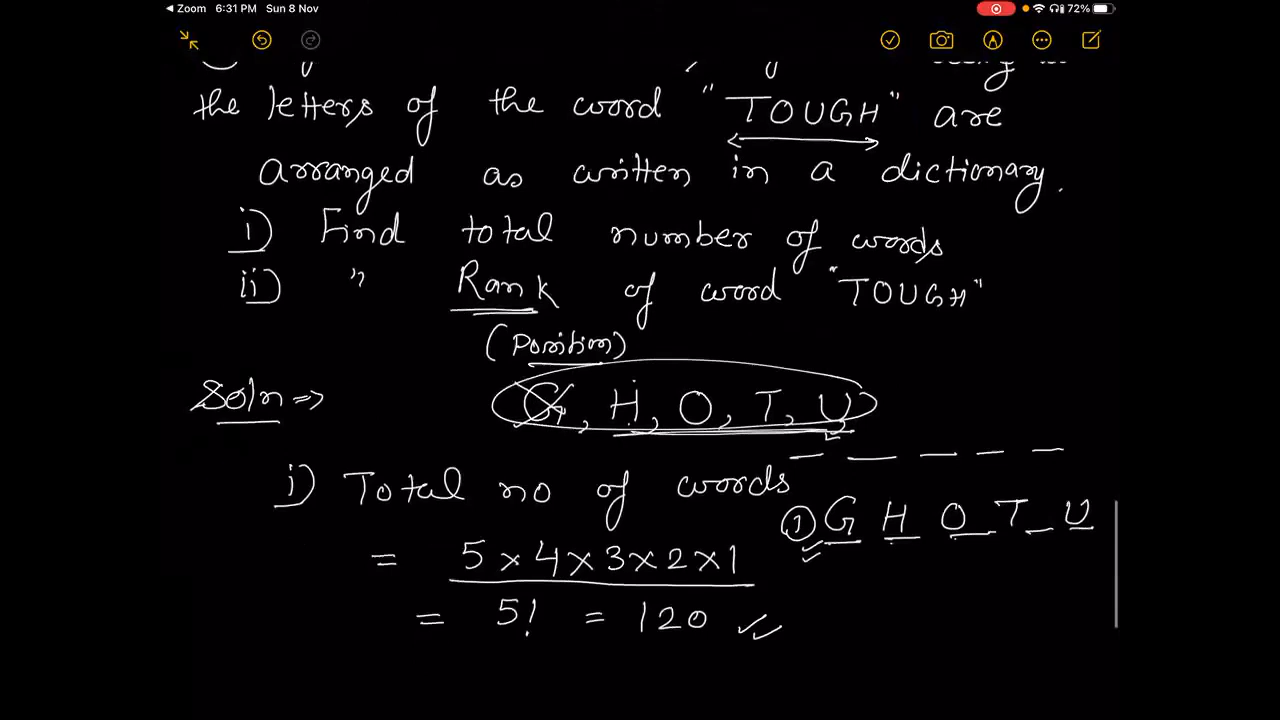 Zoom 6:31 PM Sun 8 Nov 72%
the letters of the word "TOUGH" are
arranged as written in a dictionary.
i) Find total number of words
ii) " Rank of word "TOUGH"
(Position)
Soln => G, H, O, T, U
i) Total no of words
① G H O T U
= 5 x 4 x 3 x 2 x 1
= 5! = 120